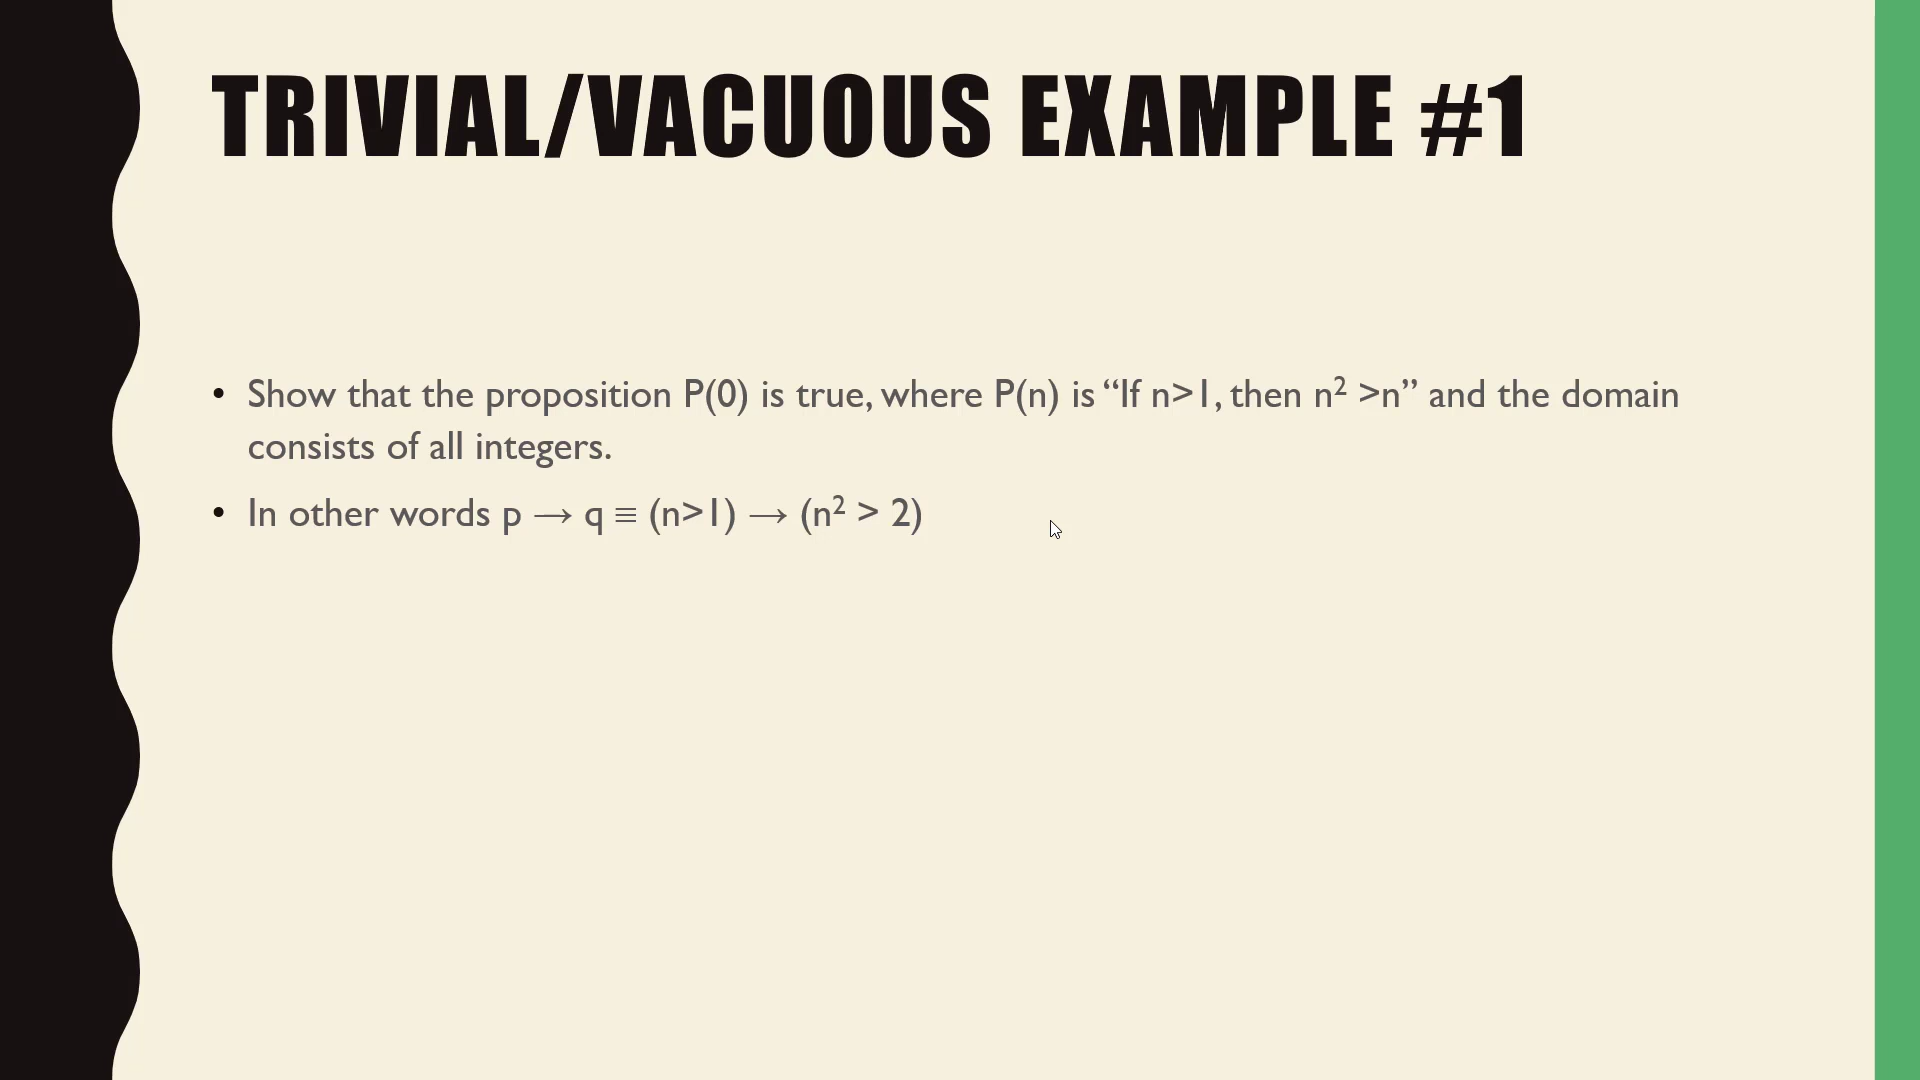 TRIVIAL/VACUOUS EXAMPLE #1
• Show that the proposition P(0) is true, where P(n) is “If n>1, then n² >n” and the domain
consists of all integers.
• In other words p → q ≡ (n>1) → (n² > 2)